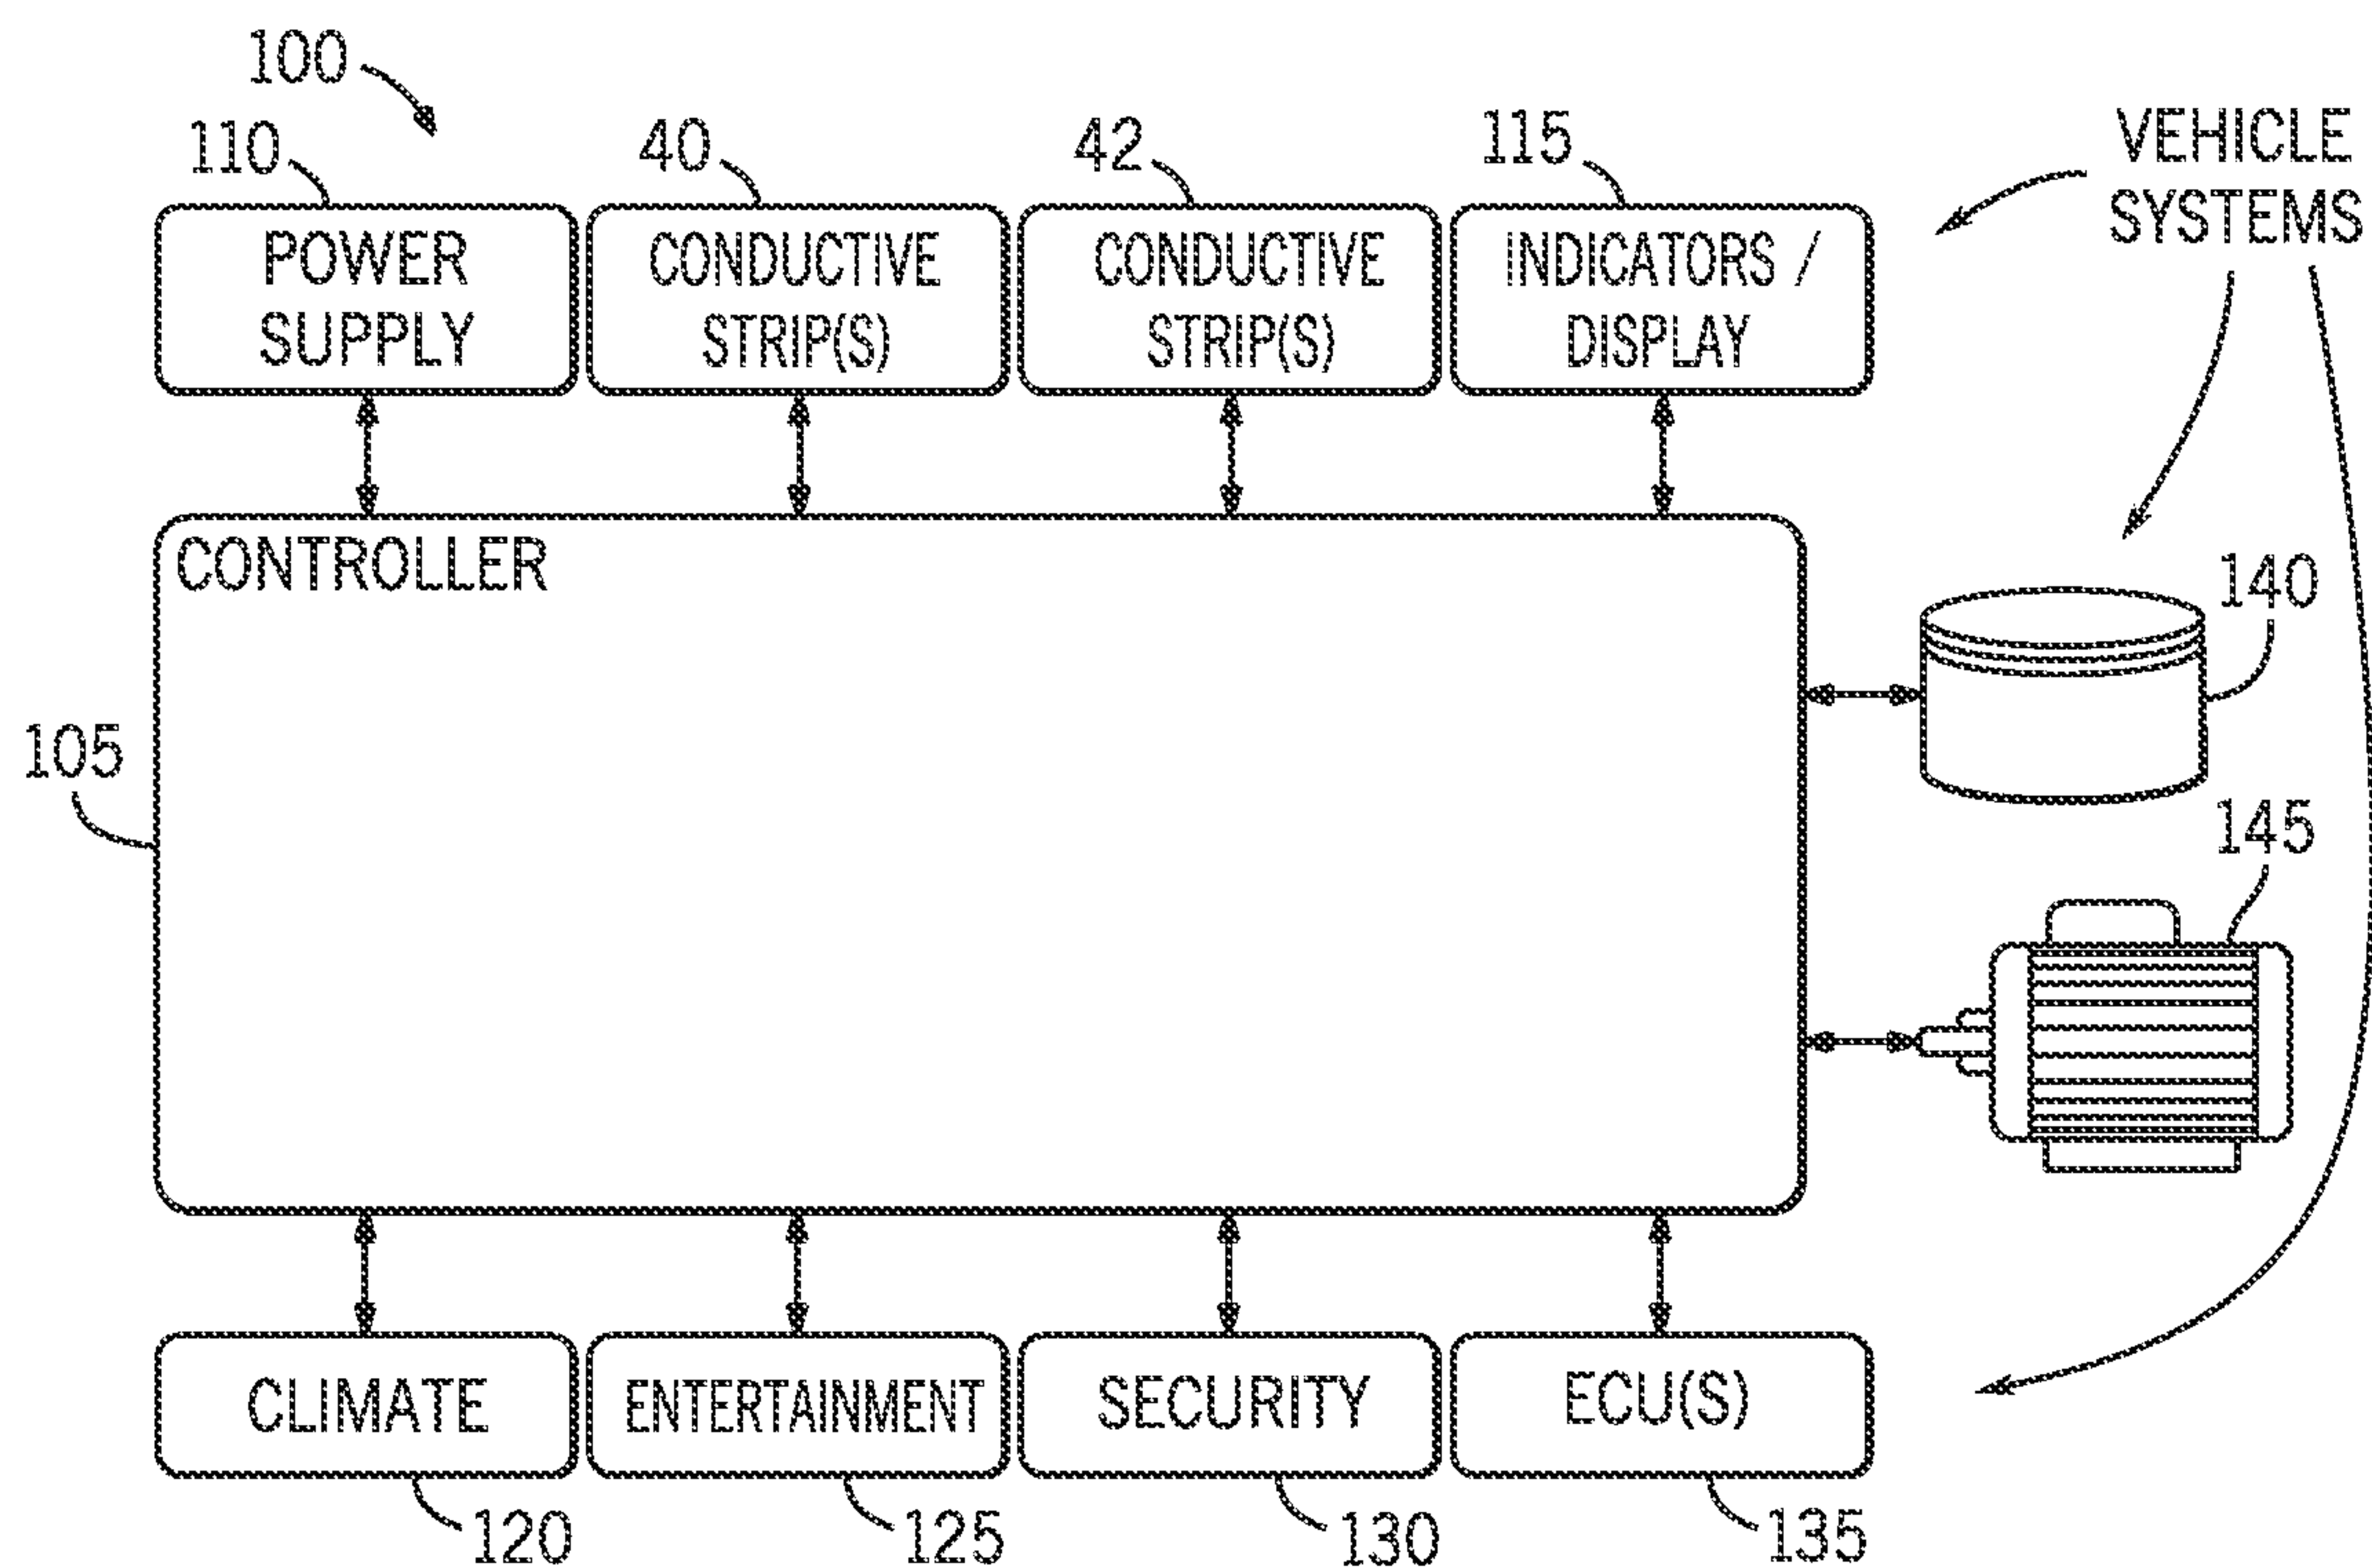 100
110
40
42
115
VEHICLE
SYSTEMS
POWER
SUPPLY
CONDUCTIVE
STRIP(S)
CONDUCTIVE
STRIP(S)
INDICATORS /
DISPLAY
CONTROLLER
140
105
145
CLIMATE
ENTERTAINMENT
SECURITY
ECU(S)
120
125
130
135